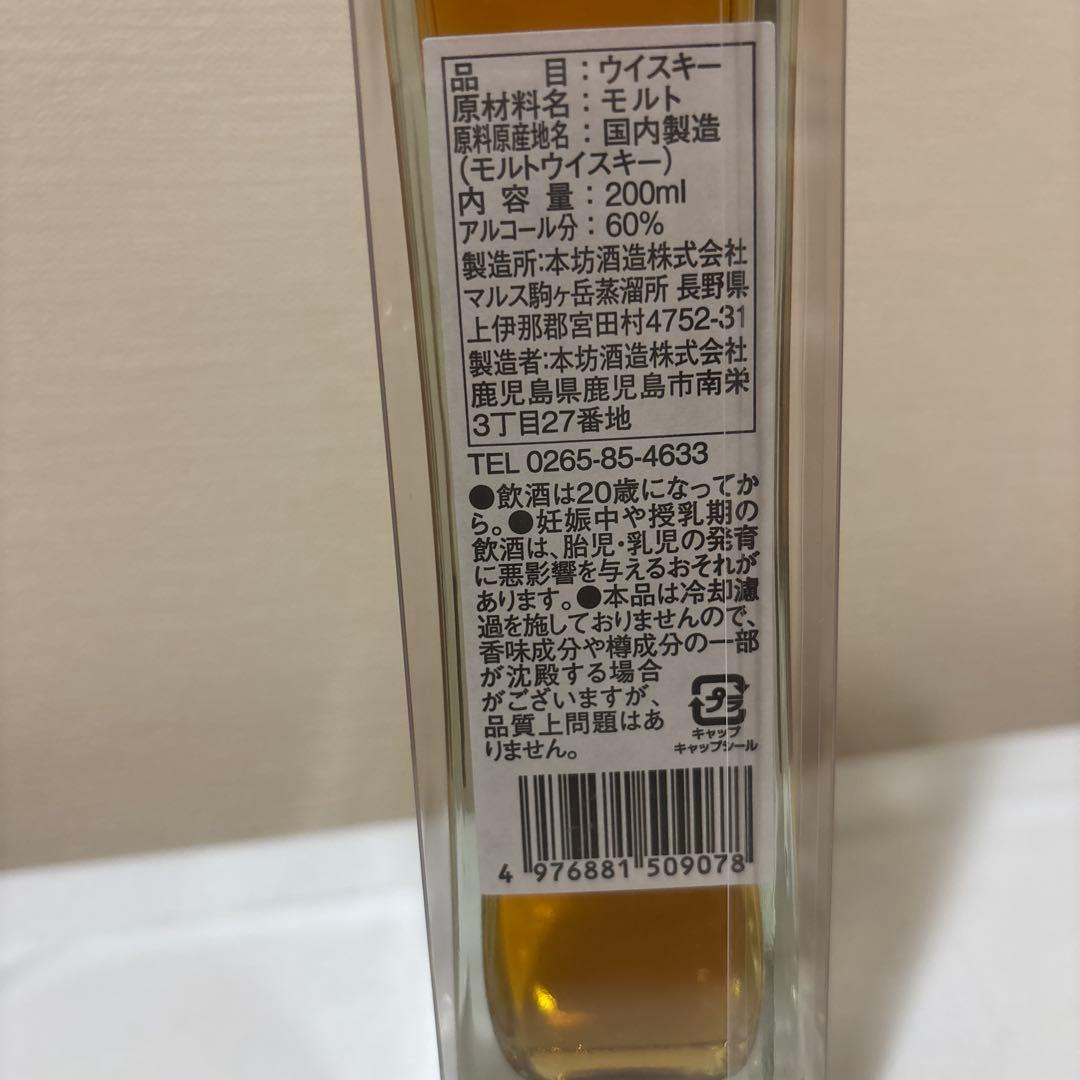 品　　目：ウイスキー
原材料名：モルト
原料原産地名：国内製造
(モルトウイスキー)
内 容 量：200ml
アルコール分：60%
製造所:本坊酒造株式会社
マルス駒ヶ岳蒸溜所 長野県
上伊那郡宮田村4752-31
製造者:本坊酒造株式会社
鹿児島県鹿児島市南栄
3丁目27番地
TEL 0265-85-4633
●飲酒は20歳になってか
ら。●妊娠中や授乳期の
飲酒は、胎児・乳児の発育
に悪影響を与えるおそれが
あります。●本品は冷却濾
過を施しておりませんので、
香味成分や樽成分の一部
が沈殿する場合
がございますが、
品質上問題はあ
りません。
プラ
キャップ
キャップシール
4 976881 509078